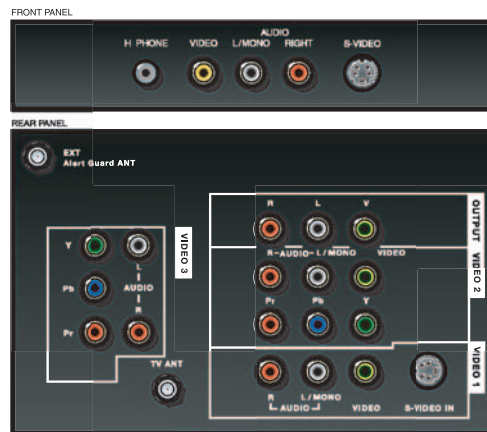 FRONT PANEL
AUDIO
H PHONE VIDEO L/MONO RIGHT S-VIDEO
REAR PANEL
EXT
Alert Guard ANT
VIDEO 3
Y
L
Pb
AUDIO
R
Pr
TV ANT
OUTPUT
R L V
VIDEO 2
R-AUDIO-L/MONO VIDEO
Pr Pb Y
VIDEO 1
R L/MONO
AUDIO VIDEO S-VIDEO IN